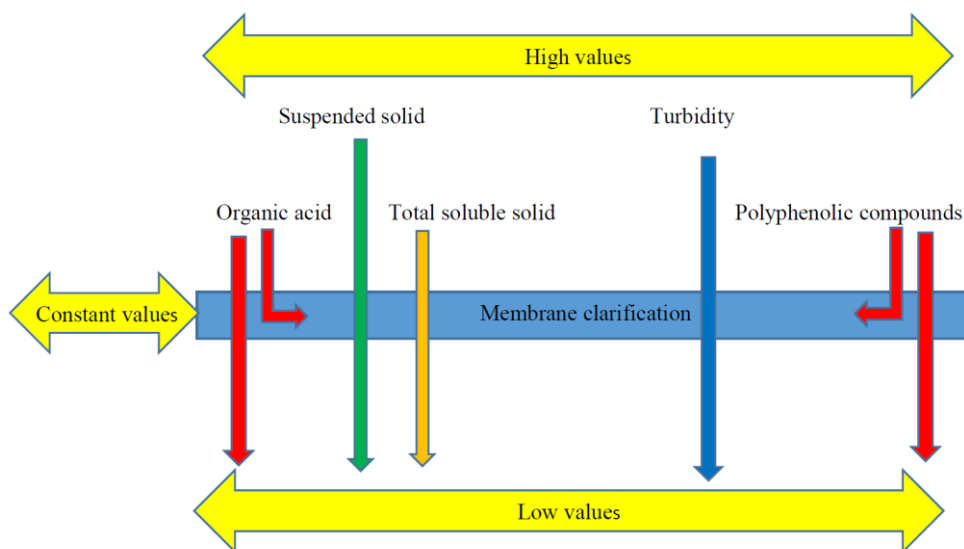 High values
Suspended solid
Turbidity
Organic acid
Total soluble solid
Polyphenolic compounds
Constant values
Membrane clarification
Low values